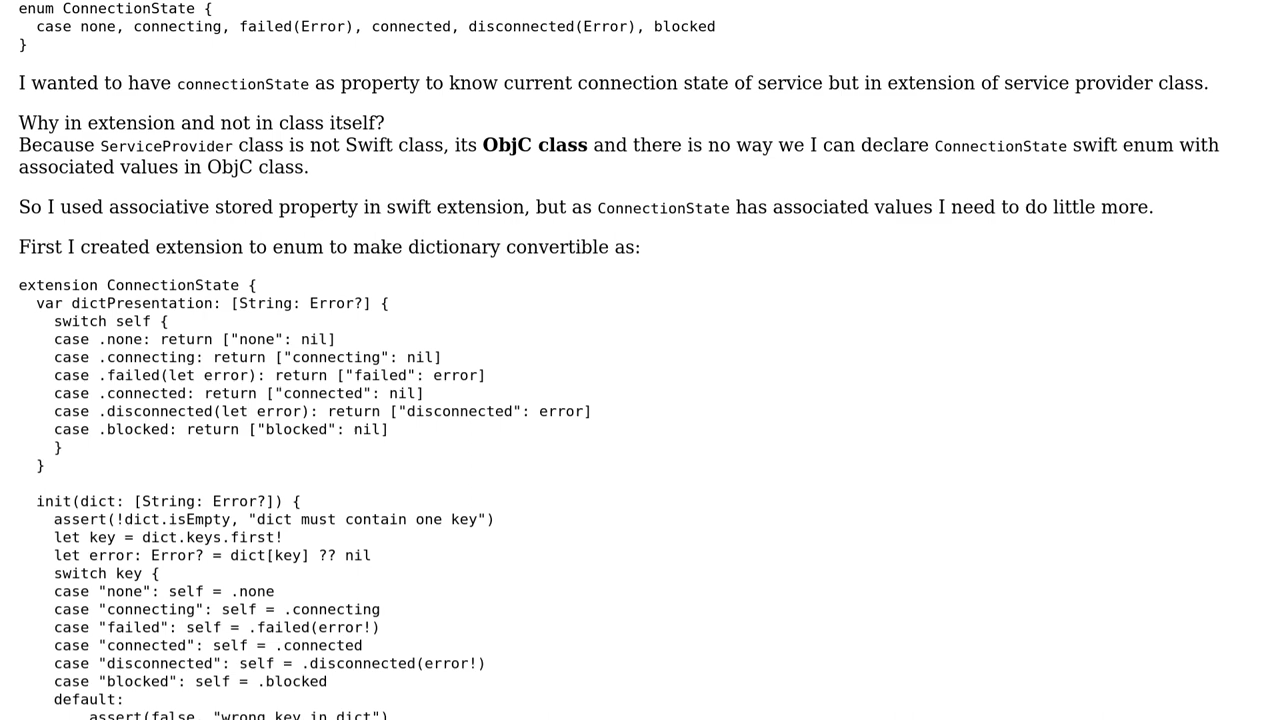 enum ConnectionState {
  case none, connecting, failed(Error), connected, disconnected(Error), blocked
}
I wanted to have connectionState as property to know current connection state of service but in extension of service provider class.
Why in extension and not in class itself?
Because ServiceProvider class is not Swift class, its ObjC class and there is no way we I can declare ConnectionState swift enum with
associated values in ObjC class.
So I used associative stored property in swift extension, but as ConnectionState has associated values I need to do little more.
First I created extension to enum to make dictionary convertible as:
extension ConnectionState {
  var dictPresentation: [String: Error?] {
    switch self {
    case .none: return ["none": nil]
    case .connecting: return ["connecting": nil]
    case .failed(let error): return ["failed": error]
    case .connected: return ["connected": nil]
    case .disconnected(let error): return ["disconnected": error]
    case .blocked: return ["blocked": nil]
    }
  }
  init(dict: [String: Error?]) {
    assert(!dict.isEmpty, "dict must contain one key")
    let key = dict.keys.first!
    let error: Error? = dict[key] ?? nil
    switch key {
    case "none": self = .none
    case "connecting": self = .connecting
    case "failed": self = .failed(error!)
    case "connected": self = .connected
    case "disconnected": self = .disconnected(error!)
    case "blocked": self = .blocked
    default:
        assert(false, "wrong key in dict")